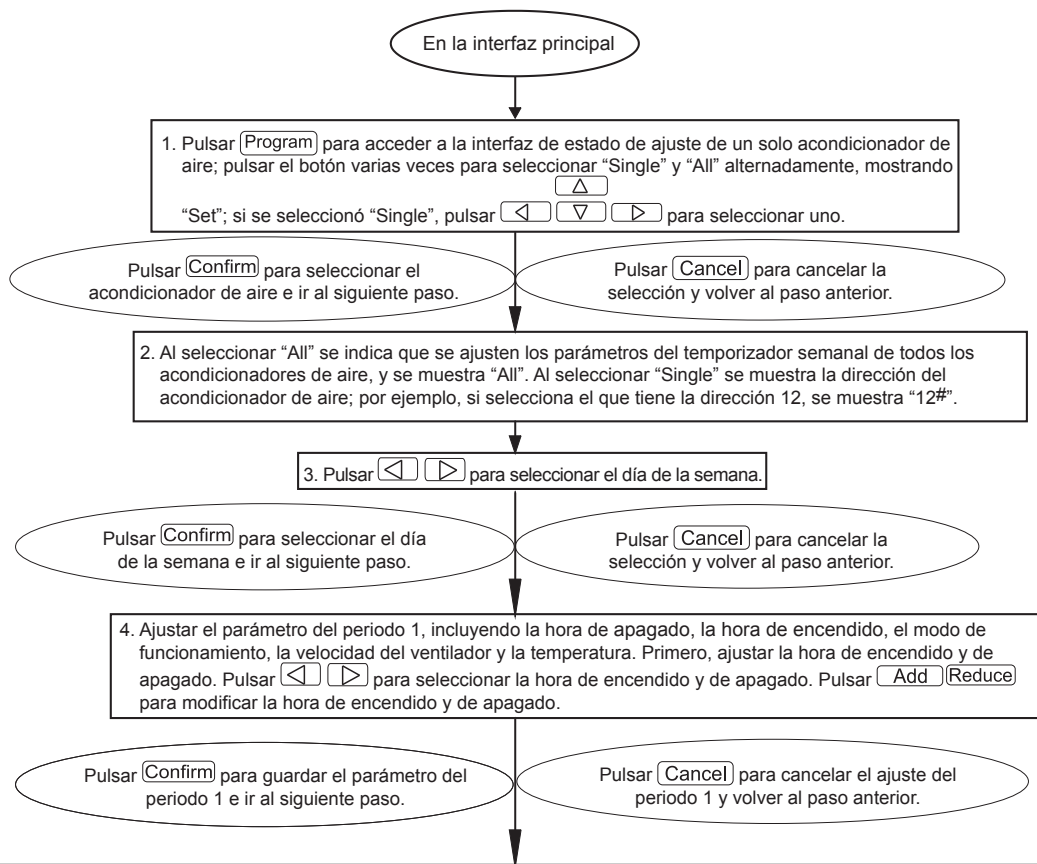 En la interfaz principal
1. Pulsar Program para acceder a la interfaz de estado de ajuste de un solo acondicionador de
aire; pulsar el botón varias veces para seleccionar “Single” y “All” alternadamente, mostrando
“Set”; si se seleccionó “Single”, pulsar para seleccionar uno.
Pulsar Confirm para seleccionar el
acondicionador de aire e ir al siguiente paso.
Pulsar Cancel para cancelar la
selección y volver al paso anterior.
2. Al seleccionar “All” se indica que se ajusten los parámetros del temporizador semanal de todos los
acondicionadores de aire, y se muestra “All”. Al seleccionar “Single” se muestra la dirección del
acondicionador de aire; por ejemplo, si selecciona el que tiene la dirección 12, se muestra “12#”.
3. Pulsar para seleccionar el día de la semana.
Pulsar Confirm para seleccionar el día
de la semana e ir al siguiente paso.
Pulsar Cancel para cancelar la
selección y volver al paso anterior.
4. Ajustar el parámetro del periodo 1, incluyendo la hora de apagado, la hora de encendido, el modo de
funcionamiento, la velocidad del ventilador y la temperatura. Primero, ajustar la hora de encendido y de
apagado. Pulsar para seleccionar la hora de encendido y de apagado. Pulsar Add Reduce
para modificar la hora de encendido y de apagado.
Pulsar Confirm para guardar el parámetro del
periodo 1 e ir al siguiente paso.
Pulsar Cancel para cancelar el ajuste del
periodo 1 y volver al paso anterior.